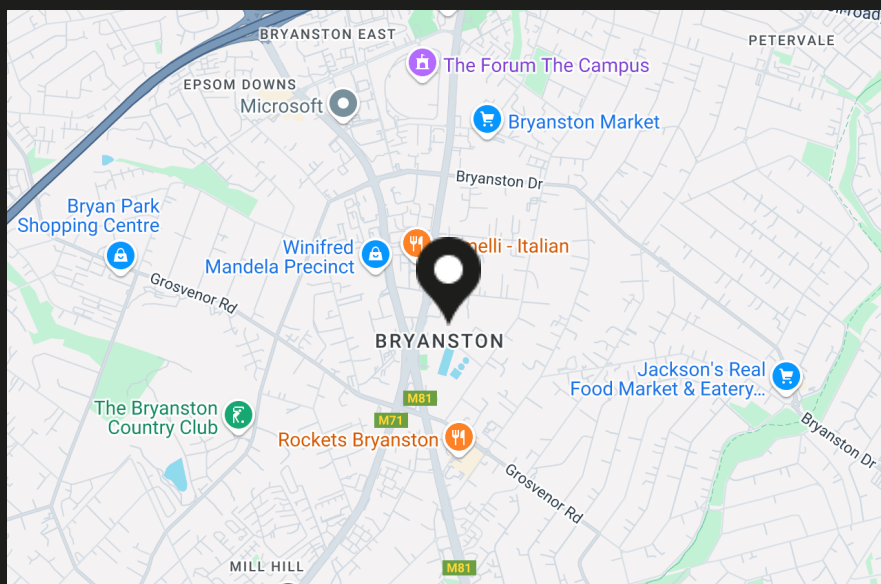 BRYANSTON EAST
PETERVALE
The Forum The Campus
EPSOM DOWNS
Microsoft
Bryanston Market
Bryanston Dr
Bryan Park
Shopping Centre
Winifred
Mandela Precinct
nelli - Italian
Grosvenor Rd
BRYANSTON
Jackson's Real
Food Market & Eatery...
M81
The Bryanston
Country Club
M71
Rockets Bryanston
Bryanston Dr
Grosvenor Rd
MILL HILL
M81